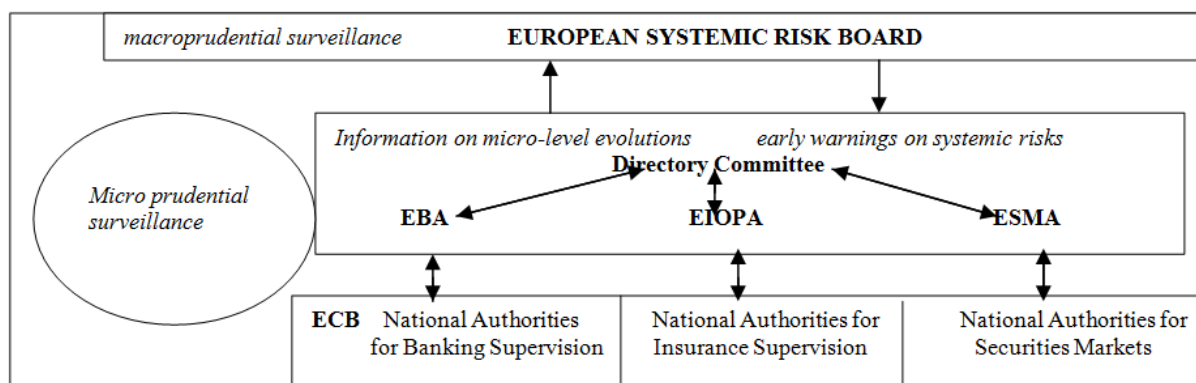 macroprudential surveillance EUROPEAN SYSTEMIC RISK BOARD
Information on micro-level evolutions early warnings on systemic risks
Directory Committee
Micro prudential
surveillance
EBA EIOPA ESMA
ECB National Authorities
for Banking Supervision
National Authorities for
Insurance Supervision
National Authorities for
Securities Markets